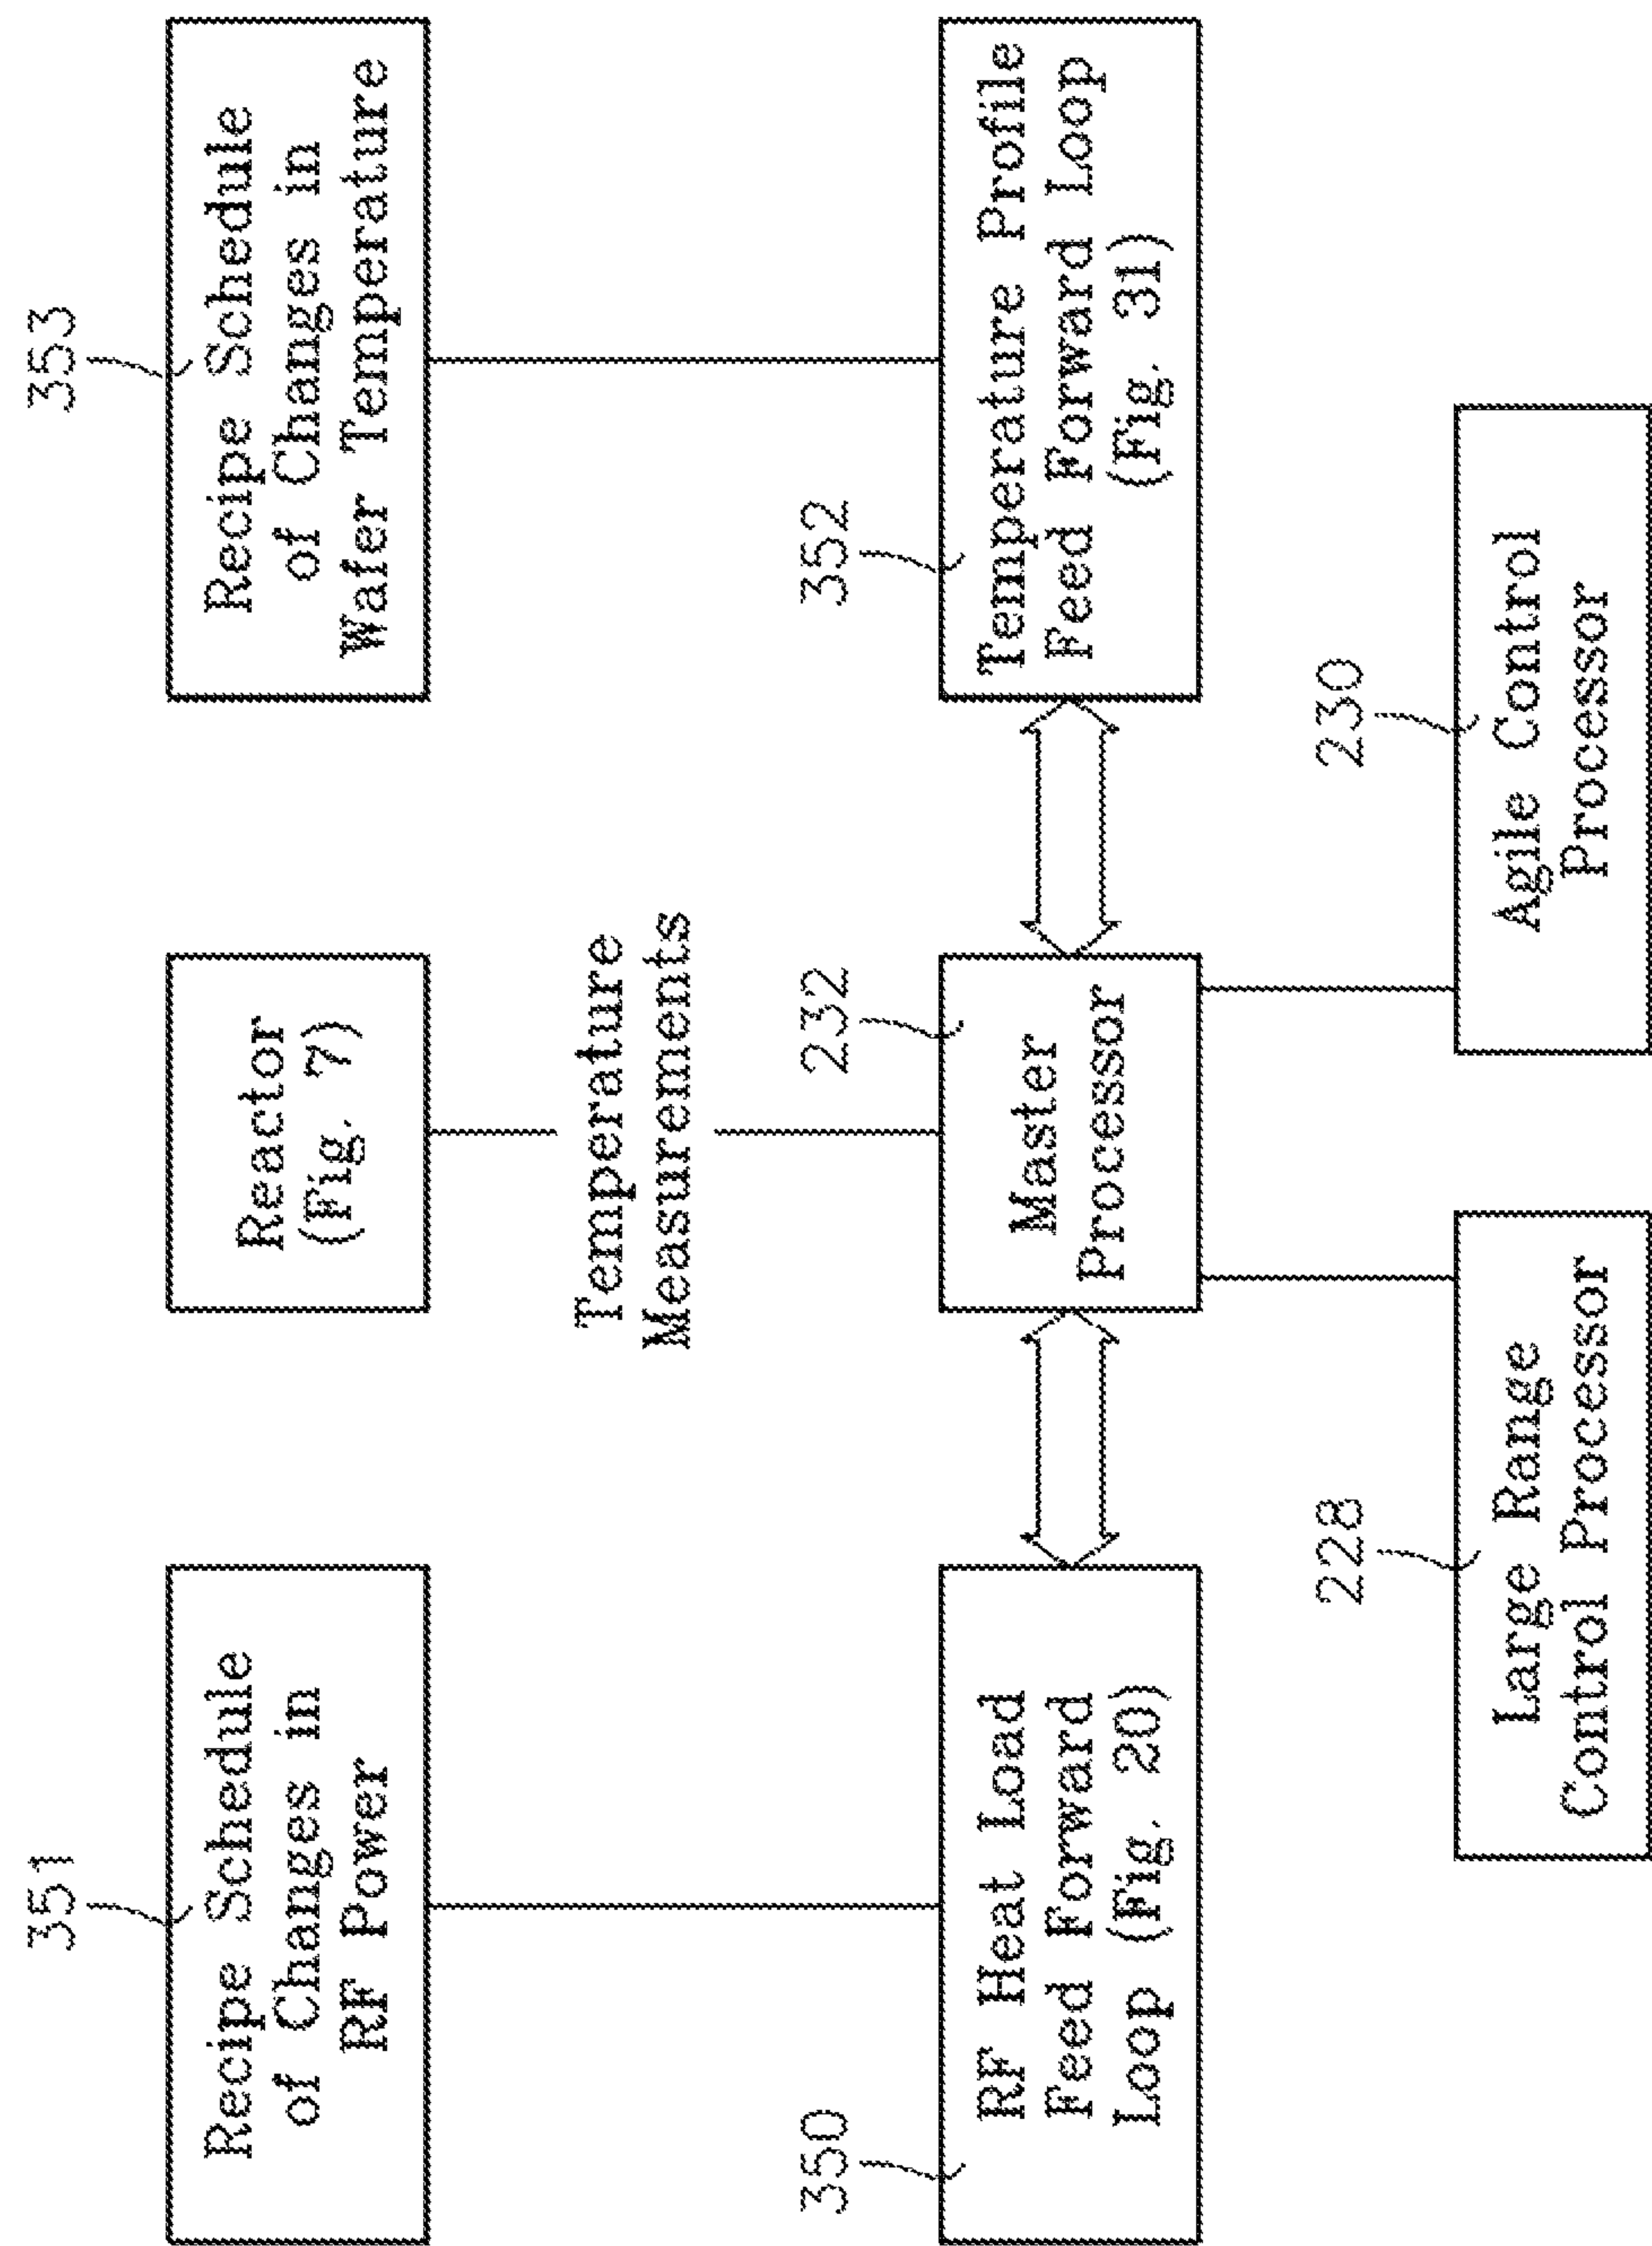 351
Recipe Schedule
of Changes in
RF Power
Reactor
(Fig. 7)
353
Recipe Schedule
of Changes in
Wafer Temperature
Temperature
Measurements
350
RF Heat Load
Feed Forward
Loop (Fig. 20)
232
Master
Processor
352
Temperature Profile
Feed Forward Loop
(Fig. 31)
228
Large Range
Control Processor
230
Agile Control
Processor